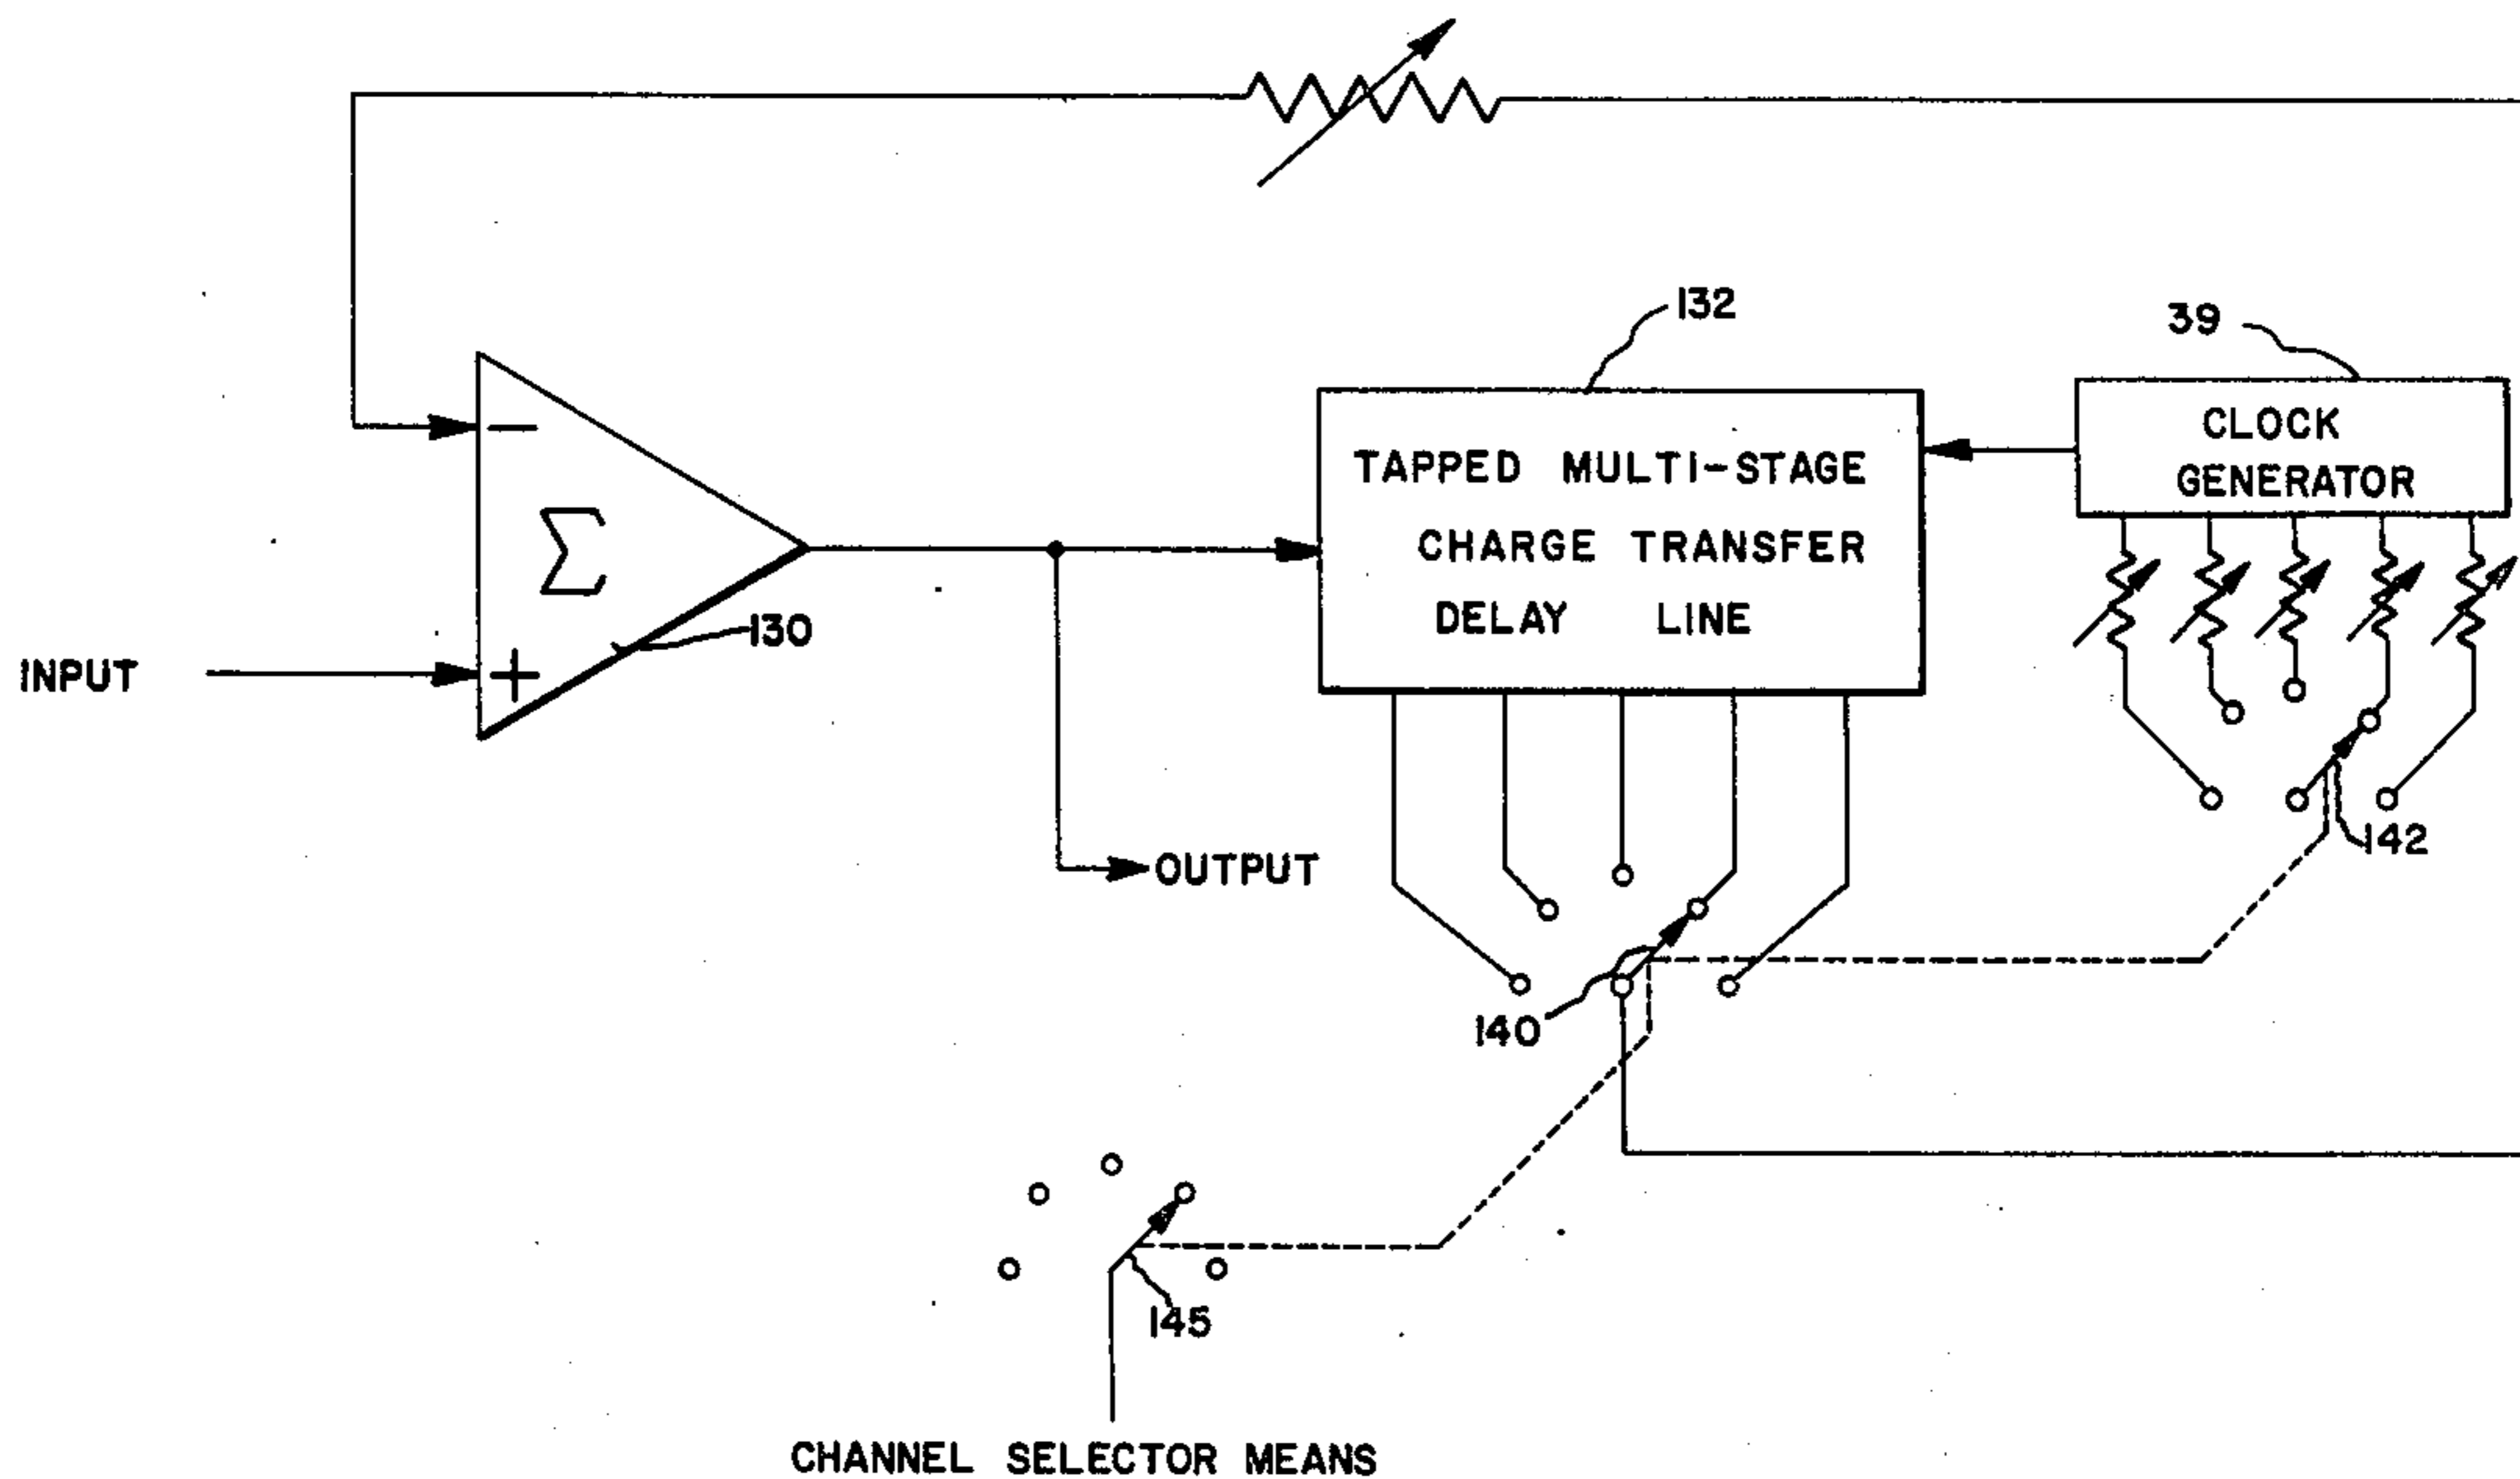 132
39
CLOCK
GENERATOR
TAPPED MULTI-STAGE
CHARGE TRANSFER
DELAY LINE
−
Σ
+
130
INPUT
142
OUTPUT
140
145
CHANNEL SELECTOR MEANS